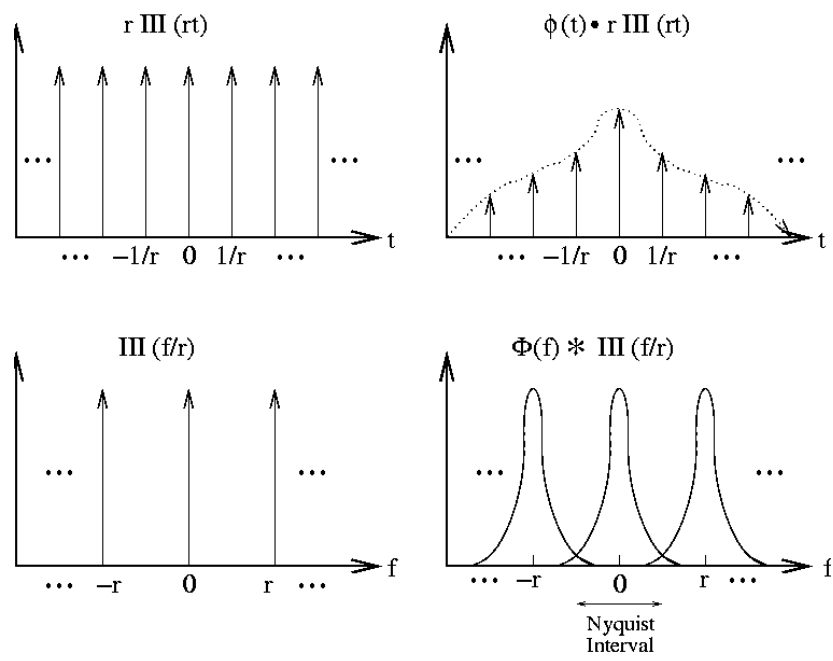 r III (rt)
ϕ(t) • r III (rt)
•••
•••
•••
•••
t
t
••• −1/r 0 1/r •••
••• −1/r 0 1/r •••
III (f/r)
Φ(f) ∗ III (f/r)
•••
•••
•••
•••
f
f
••• −r 0 r •••
••• −r 0 r •••
Nyquist
Interval